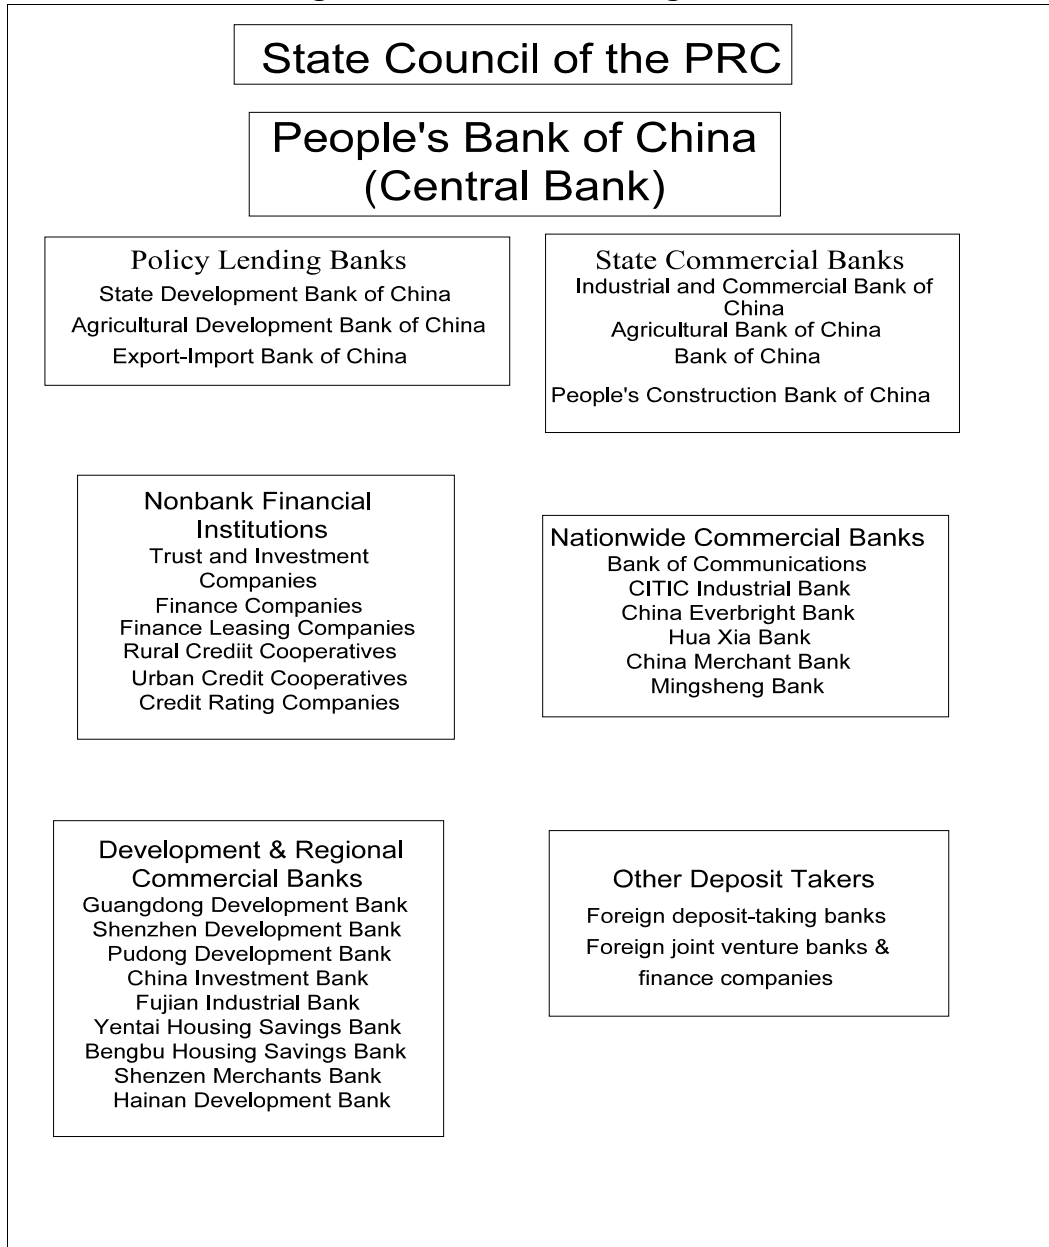 State Council of the PRC
People's Bank of China
(Central Bank)
Policy Lending Banks
State Development Bank of China
Agricultural Development Bank of China
Export-Import Bank of China
State Commercial Banks
Industrial and Commercial Bank of
China
Agricultural Bank of China
Bank of China
People's Construction Bank of China
Nonbank Financial
Institutions
Trust and Investment
Companies
Finance Companies
Finance Leasing Companies
Rural Crediit Cooperatives
Urban Credit Cooperatives
Credit Rating Companies
Nationwide Commercial Banks
Bank of Communications
CITIC Industrial Bank
China Everbright Bank
Hua Xia Bank
China Merchant Bank
Mingsheng Bank
Development & Regional
Commercial Banks
Guangdong Development Bank
Shenzhen Development Bank
Pudong Development Bank
China Investment Bank
Fujian Industrial Bank
Yentai Housing Savings Bank
Bengbu Housing Savings Bank
Shenzen Merchants Bank
Hainan Development Bank
Other Deposit Takers
Foreign deposit-taking banks
Foreign joint venture banks &
finance companies